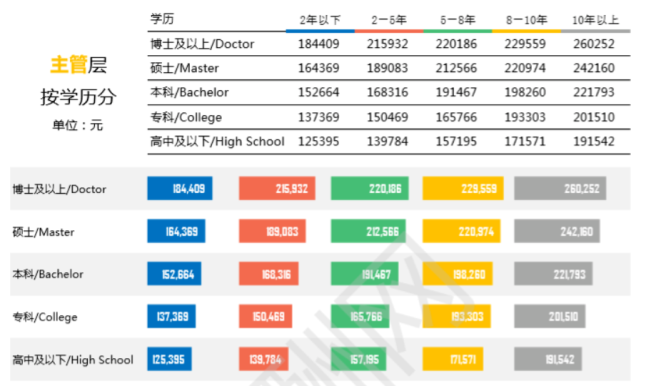 主管层
按学历分
单位：元
学历 2年以下 2－5年 5－8年 8－10年 10年以上
博士及以上/Doctor 184409 215932 220186 229559 260252
硕士/Master 164369 189083 212566 220974 242160
本科/Bachelor 152664 168316 191467 198260 221793
专科/College 137369 150469 165766 193303 201510
高中及以下/High School 125395 139784 157195 171571 191542
博士及以上/Doctor 184,409 215,932 220,186 229,559 260,252
硕士/Master 164,369 189,083 212,566 220,974 242,160
本科/Bachelor 152,664 168,316 191,467 198,260 221,793
专科/College 137,369 150,469 165,766 193,303 201,510
高中及以下/High School 125,395 139,784 157,195 171,571 191,542